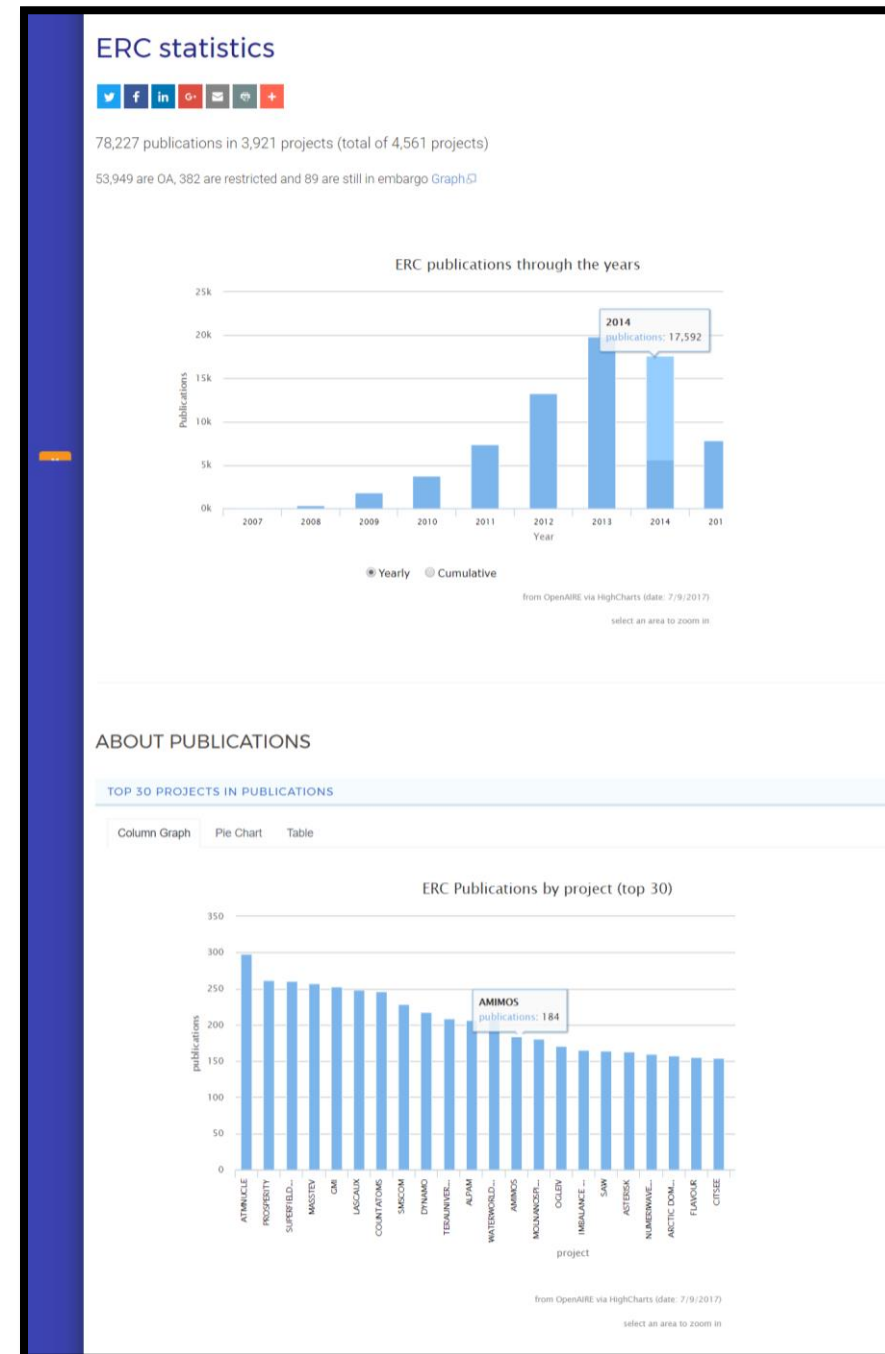 ERC statistics
78,227 publications in 3,921 projects (total of 4,561 projects)
53,949 are OA, 382 are restricted and 89 are still in embargo Graph
ERC publications through the years
25k
20k
15k
10k
5k
0k
Publications
2014
publications: 17,592
2007 2008 2009 2010 2011 2012 2013 2014 201
Year
Yearly Cumulative
from OpenAIRE via HighCharts (date: 7/9/2017)
select an area to zoom in
ABOUT PUBLICATIONS
TOP 30 PROJECTS IN PUBLICATIONS
Column Graph Pie Chart Table
ERC Publications by project (top 30)
350
300
250
200
150
100
50
0
publications
AMIMOS
publications: 184
ATMNUCLE
PROSPERITY
SUPERFIELD...
MASSTEV
GMI
LASCAUX
COUNTATOMS
SMSCOM
DYNAMO
TERAUNIVER...
ALPAM
WATERWORLD...
AMIMOS
MOLNANOSPI...
OGLEIV
IMBALANCE ...
SAW
ASTERISK
NUMERIWAVE...
ARCTIC DOM...
FLAVOUR
CITSEE
project
from OpenAIRE via HighCharts (date: 7/9/2017)
select an area to zoom in